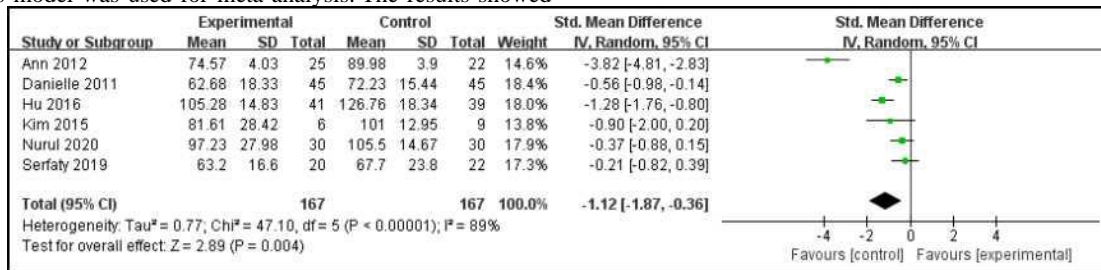 model was used for meta-analysis. The results showed
Experimental Control Std. Mean Difference Std. Mean Difference
Study or Subgroup Mean SD Total Mean SD Total Weight IV, Random, 95% CI IV, Random, 95% CI
Ann 2012 74.57 4.03 25 89.98 3.9 22 14.6% -3.82 [-4.81, -2.83]
Danielle 2011 62.68 18.33 45 72.23 15.44 45 18.4% -0.56 [-0.98, -0.14]
Hu 2016 105.28 14.83 41 126.76 18.34 39 18.0% -1.28 [-1.76, -0.80]
Kim 2015 81.61 28.42 6 101 12.95 9 13.8% -0.90 [-2.00, 0.20]
Nurul 2020 97.23 27.98 30 105.5 14.67 30 17.9% -0.37 [-0.88, 0.15]
Serfaty 2019 63.2 16.6 20 67.7 23.8 22 17.3% -0.21 [-0.82, 0.39]
Total (95% CI) 167 167 100.0% -1.12 [-1.87, -0.36]
Heterogeneity: Tau² = 0.77; Chi² = 47.10, df = 5 (P < 0.00001); I² = 89%
Test for overall effect: Z = 2.89 (P = 0.004)
-4 -2 0 2 4
Favours [control] Favours [experimental]